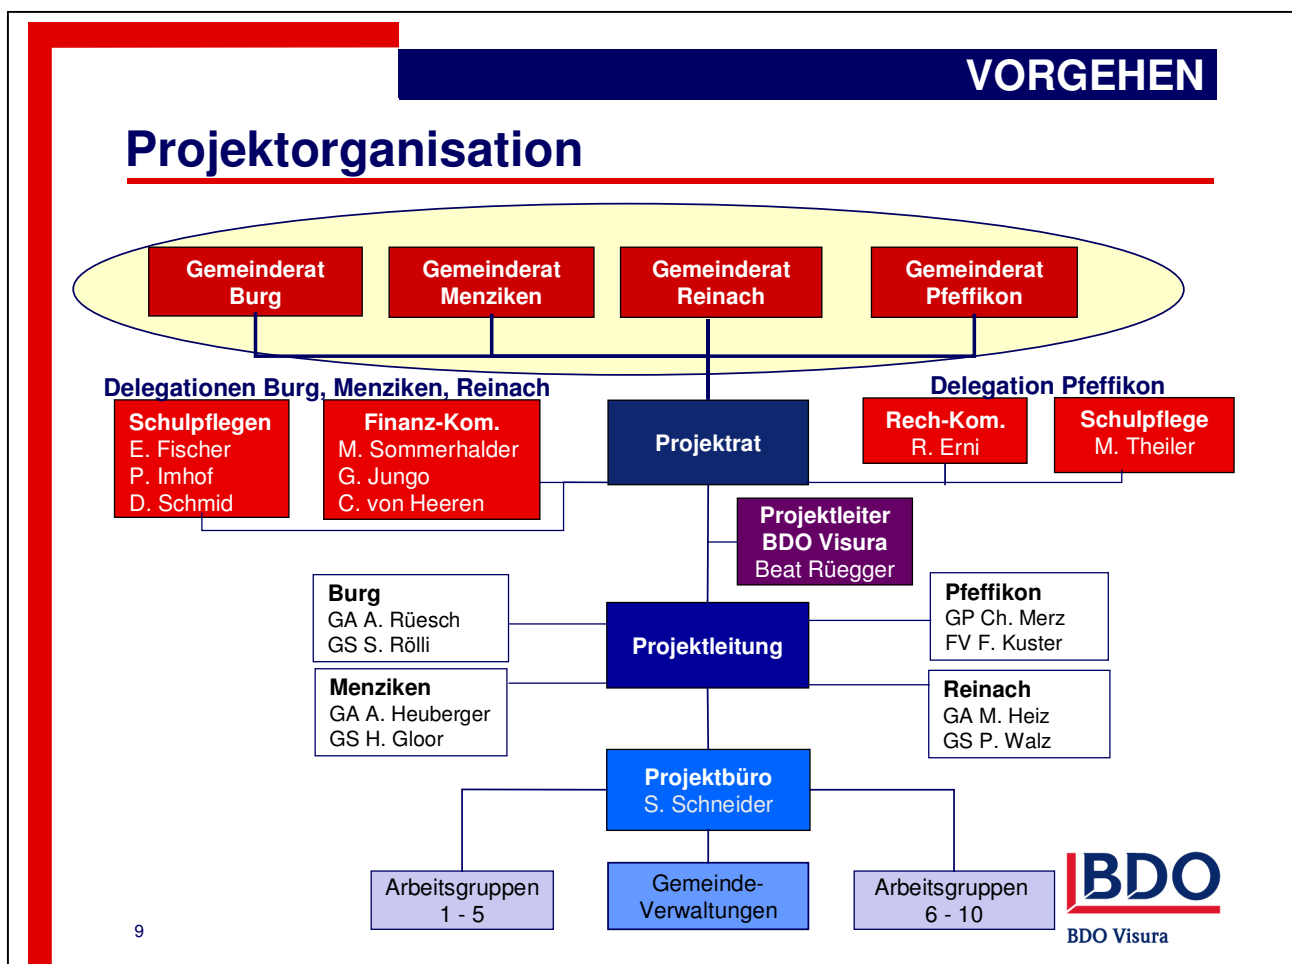 VORGEHEN
Projektorganisation
Gemeinderat
Burg
Gemeinderat
Menziken
Gemeinderat
Reinach
Gemeinderat
Pfeffikon
Delegationen Burg, Menziken, Reinach
Delegation Pfeffikon
Schulpflegen
E. Fischer
P. Imhof
D. Schmid
Finanz-Kom.
M. Sommerhalder
G. Jungo
C. von Heeren
Projektrat
Rech-Kom.
R. Erni
Schulpflege
M. Theiler
Projektleiter
BDO Visura
Beat Rüegger
Burg
GA A. Rüesch
GS S. Rölli
Projektleitung
Pfeffikon
GP Ch. Merz
FV F. Kuster
Menziken
GA A. Heuberger
GS H. Gloor
Reinach
GA M. Heiz
GS P. Walz
Projektbüro
S. Schneider
Arbeitsgruppen
1 - 5
Gemeinde-
Verwaltungen
Arbeitsgruppen
6 - 10
BDO
BDO Visura
9